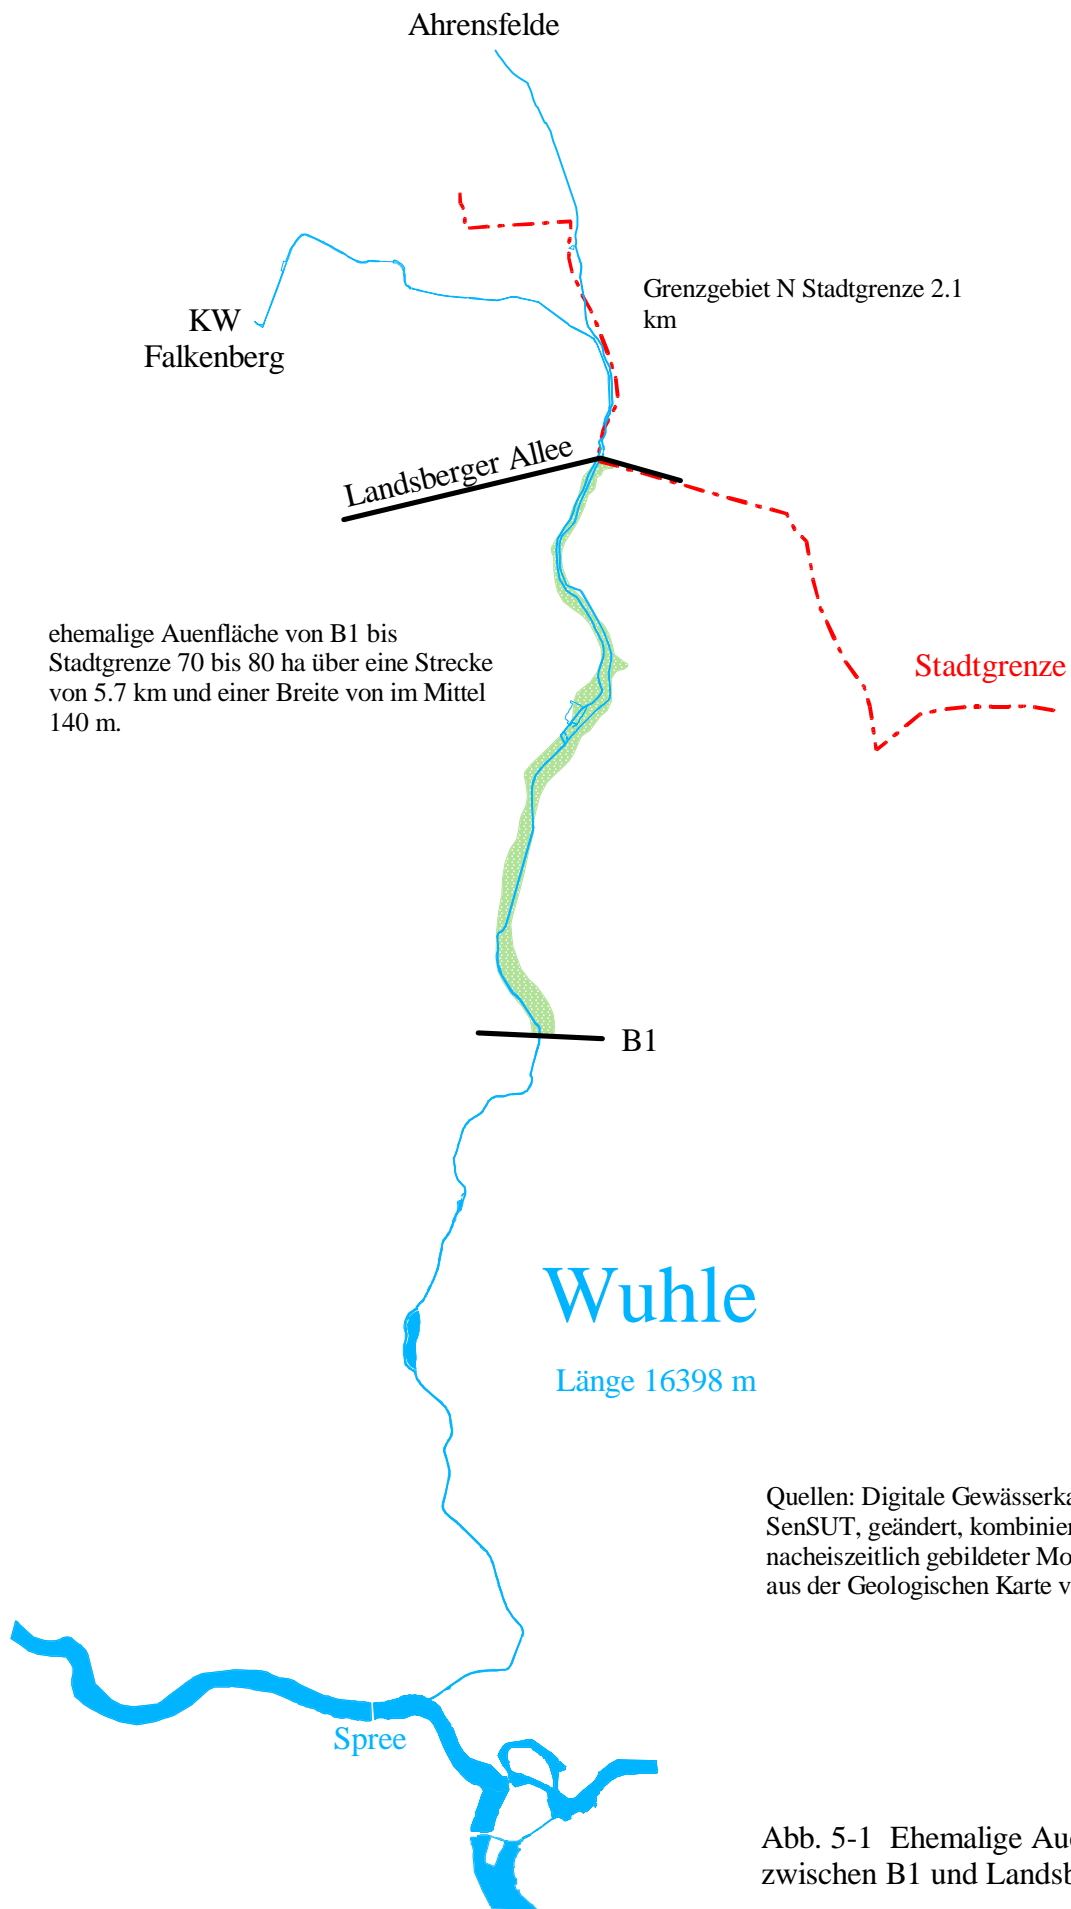 Ahrensfelde
Grenzgebiet N Stadtgrenze 2.1
km
KW
Falkenberg
Landsberger Allee
ehemalige Auenfläche von B1 bis
Stadtgrenze 70 bis 80 ha über eine Strecke
von 5.7 km und einer Breite von im Mittel
140 m.
Stadtgrenze
B1
Wuhle
Länge 16398 m
Quellen: Digitale
SenSUT, geändert,
nacheiszeitlich gebildeter
aus der Geologischen Karte
Spree
Abb. 5-1 Ehemalige
zwischen B1 und